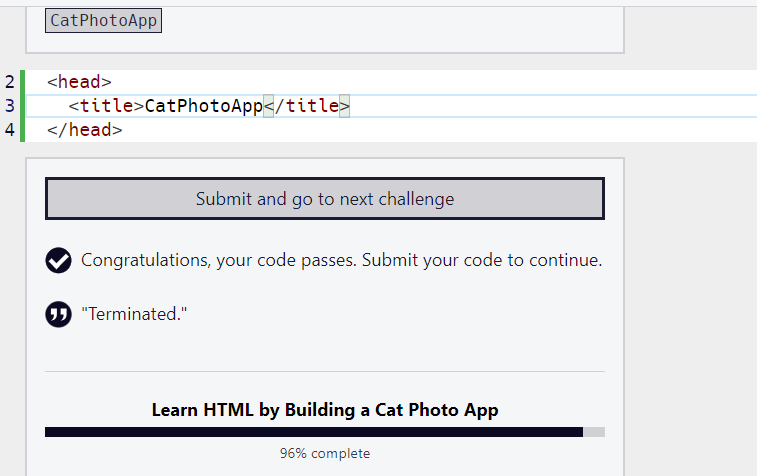 CatPhotoApp
2 <head>
3 <title>CatPhotoApp</title>
4 </head>
Submit and go to next challenge
Congratulations, your code passes. Submit your code to continue.
"Terminated."
Learn HTML by Building a Cat Photo App
96% complete